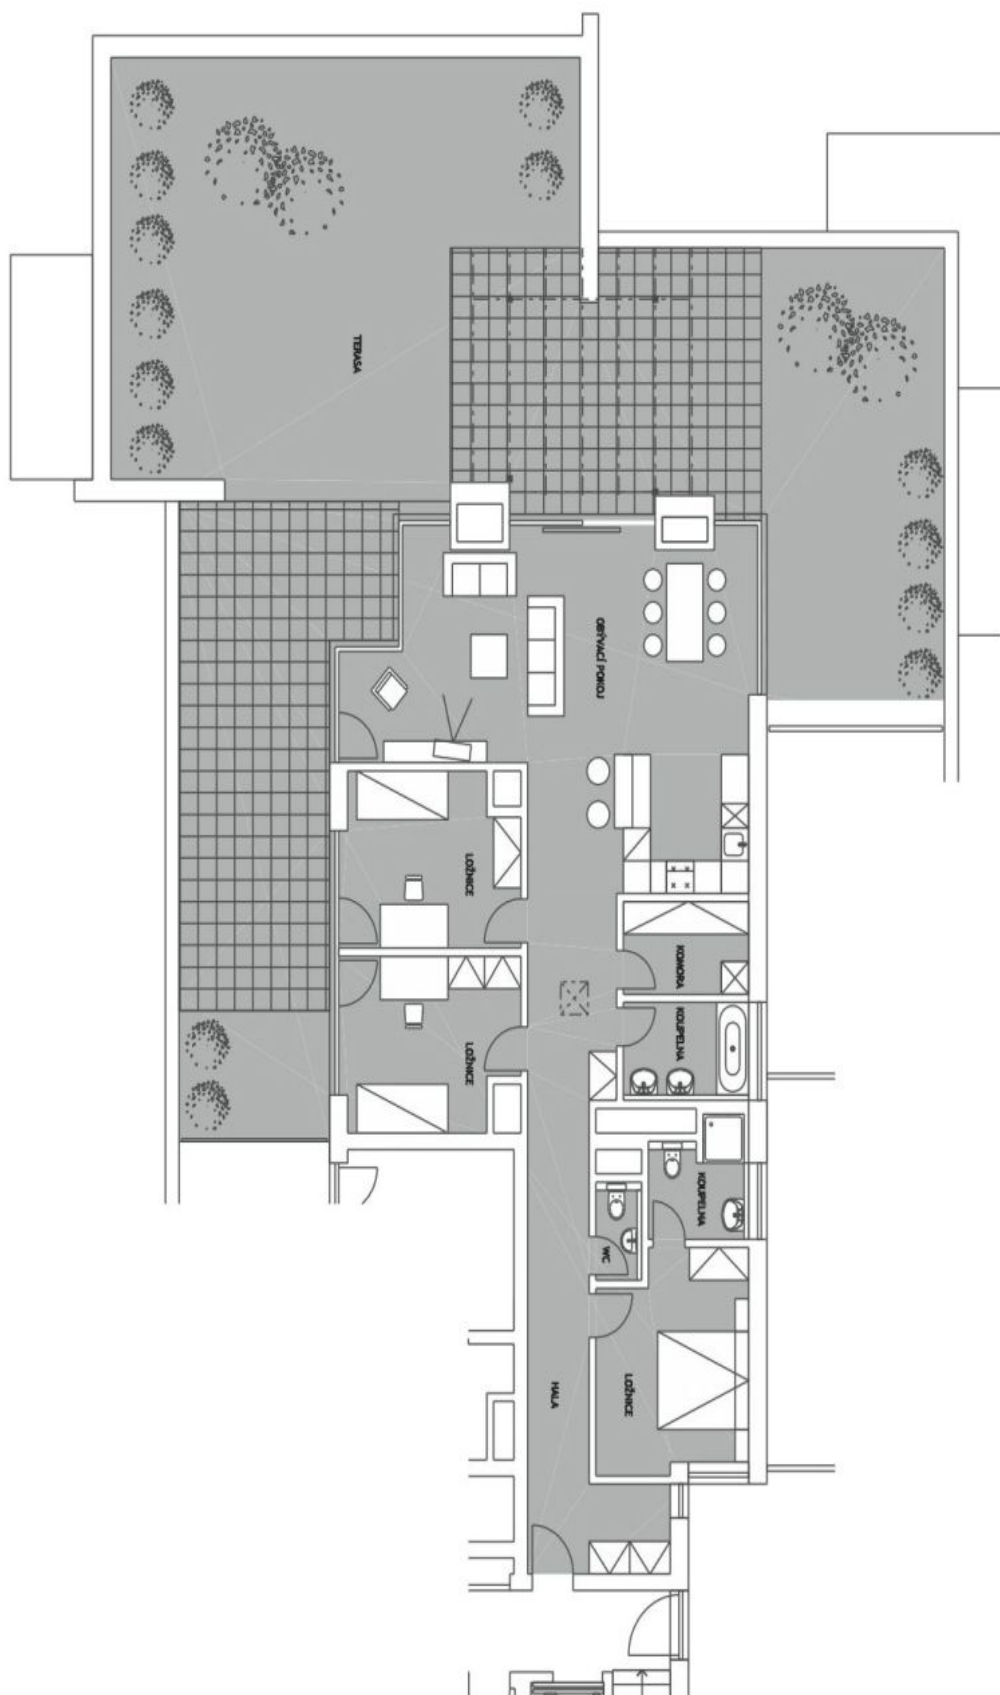 TERASA
OBÝVACÍ POKOJ
LOŽNICE
KOMORA
KOUPELNA
LOŽNICE
KOUPELNA
WC
LOŽNICE
HALA